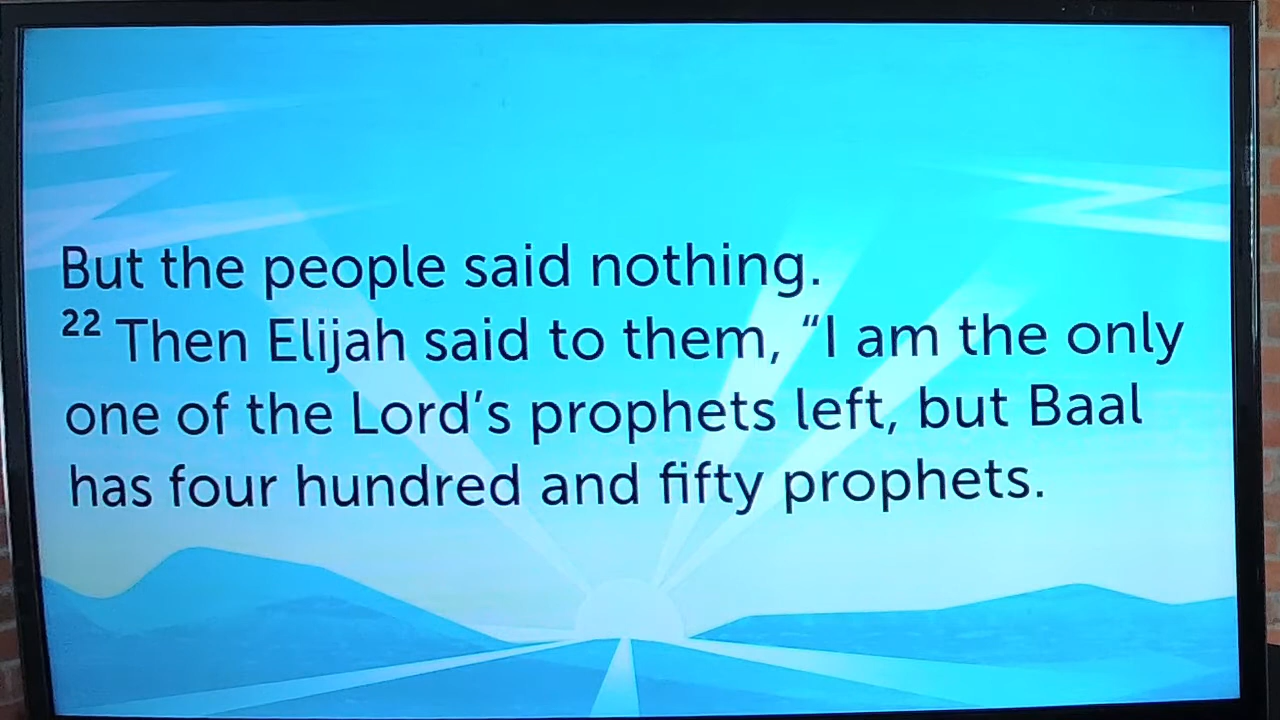 But the people said nothing.
22 Then Elijah said to them, “I am the only
one of the Lord’s prophets left, but Baal
has four hundred and fifty prophets.